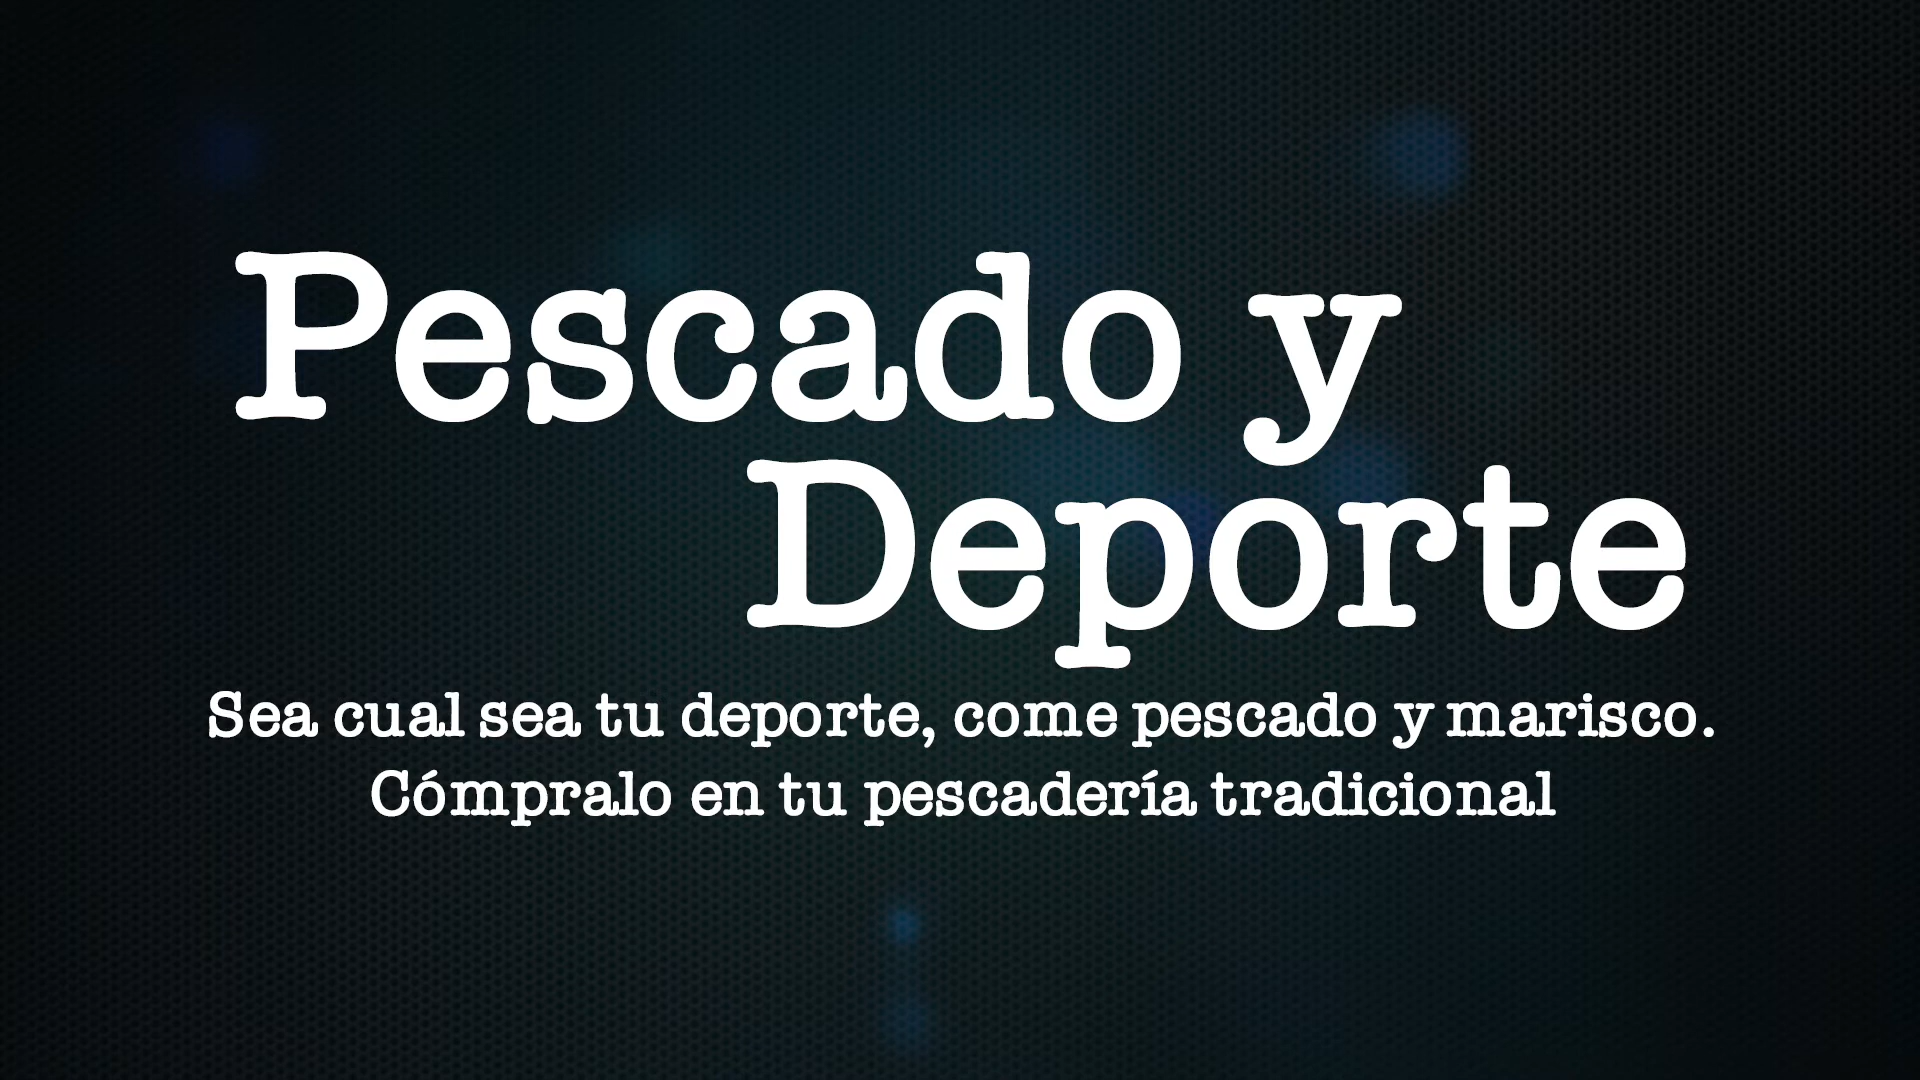 Pescado y
Deporte
Sea cual sea tu deporte, come pescado y marisco.
Cómpralo en tu pescadería tradicional